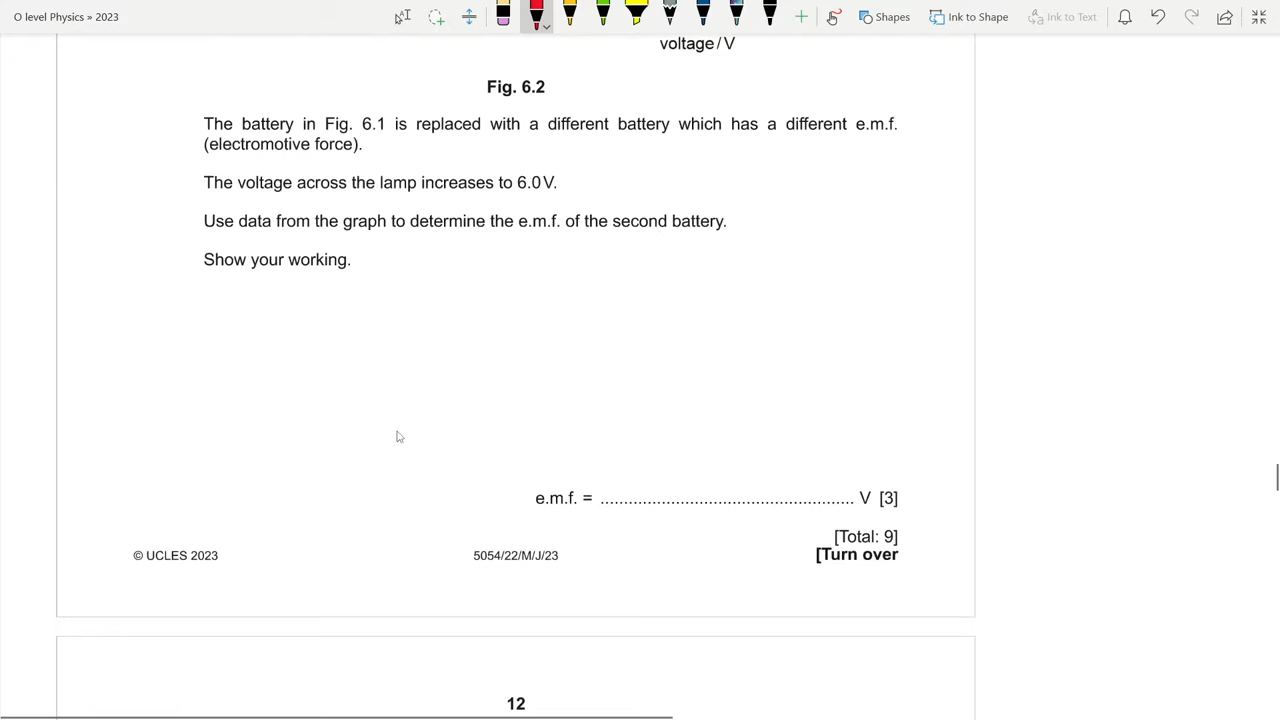 O level Physics » 2023
Shapes
Ink to Shape
Ink to Text
voltage / V
Fig. 6.2
The battery in Fig. 6.1 is replaced with a different battery which has a different e.m.f.
(electromotive force).
The voltage across the lamp increases to 6.0 V.
Use data from the graph to determine the e.m.f. of the second battery.
Show your working.
e.m.f. = ...................................................... V [3]
[Total: 9]
© UCLES 2023
5054/22/M/J/23
[Turn over
12